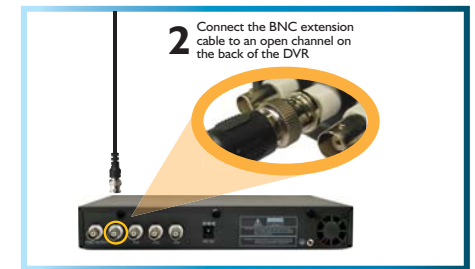 2 Connect the BNC extension
cable to an open channel on
the back of the DVR